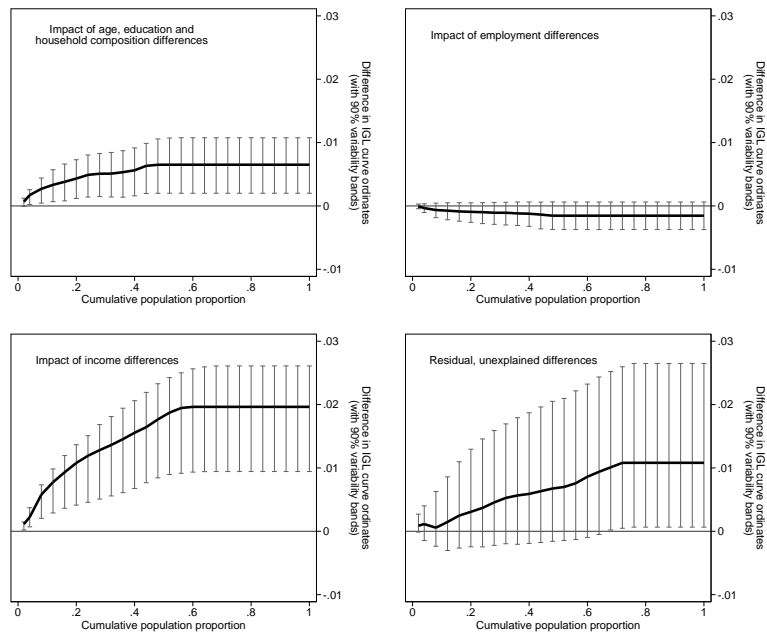 Impact of age, education and
household composition differences
.03
.02
.01
0
-.01
Difference in IGL curve ordinates
(with 90% variability bands)
0 .2 .4 .6 .8 1
Cumulative population proportion
Impact of employment differences
.03
.02
.01
0
-.01
Difference in IGL curve ordinates
(with 90% variability bands)
0 .2 .4 .6 .8 1
Cumulative population proportion
Impact of income differences
.03
.02
.01
0
-.01
Difference in IGL curve ordinates
(with 90% variability bands)
0 .2 .4 .6 .8 1
Cumulative population proportion
Residual, unexplained differences
.03
.02
.01
0
-.01
Difference in IGL curve ordinates
(with 90% variability bands)
0 .2 .4 .6 .8 1
Cumulative population proportion